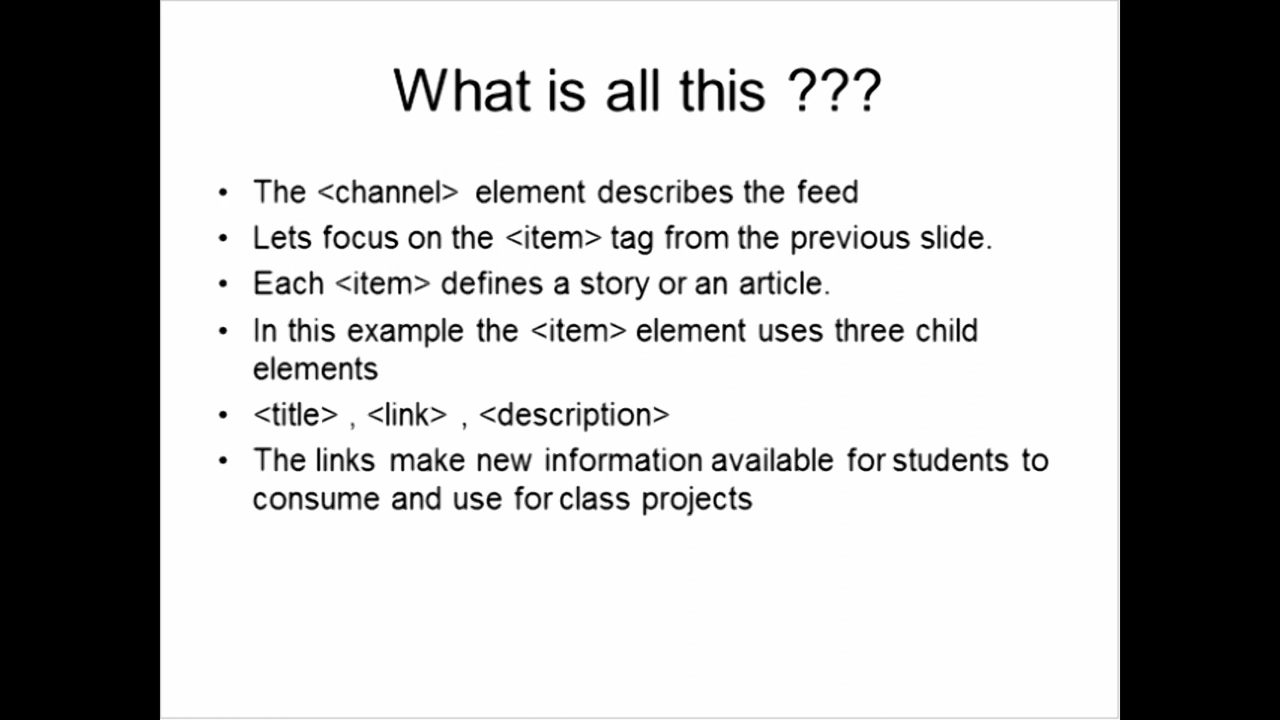 What is all this ???
• The <channel> element describes the feed
• Lets focus on the <item> tag from the previous slide.
• Each <item> defines a story or an article.
• In this example the <item> element uses three child
elements
• <title> , <link> , <description>
• The links make new information available for students to
consume and use for class projects